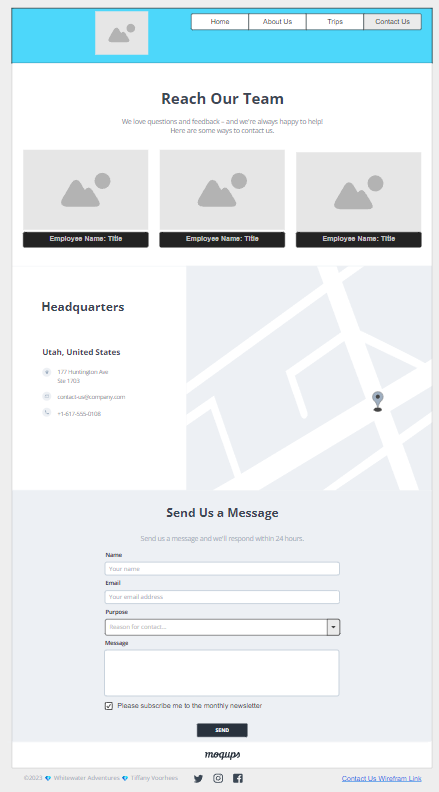 Home
About Us
Trips
Contact Us
Reach Our Team
We love questions and feedback – and we're always happy to help!
Here are some ways to contact us.
Employee Name: Title
Employee Name: Title
Employee Name: Title
Headquarters
Utah, United States
177 Huntington Ave
Ste 1703
contact-us@company.com
+1-617-555-0108
Send Us a Message
Send us a message and we'll respond within 24 hours.
Name
Your name
Email
Your email address
Purpose
Reason for contact...
Message
Please subscribe me to the monthly newsletter
SEND
moqups
©2023 💎 Whitewater Adventures 💎 Tiffany Voorhees
Contact Us Wirefram Link